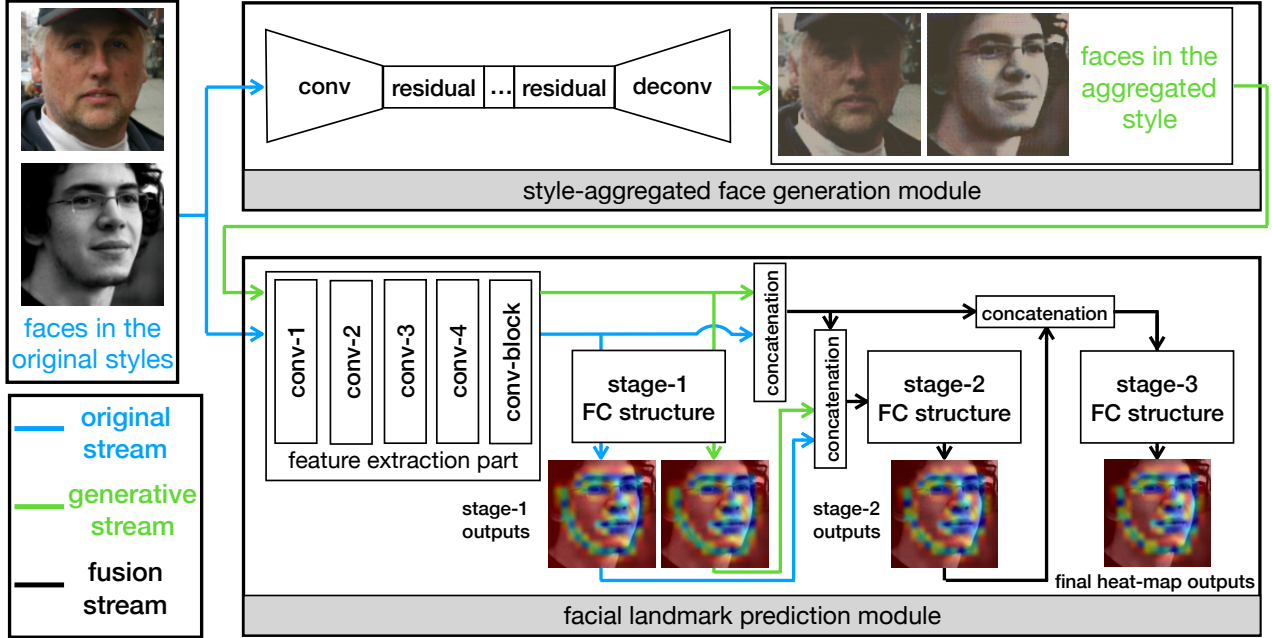 faces in the
original styles
original
stream
generative
stream
fusion
stream
conv
residual
...
residual
deconv
faces in the
aggregated
style
style-aggregated face generation module
conv-1
conv-2
conv-3
conv-4
conv-block
feature extraction part
stage-1
FC structure
concatenation
concatenation
stage-2
FC structure
concatenation
stage-3
FC structure
stage-1
outputs
stage-2
outputs
final heat-map outputs
facial landmark prediction module